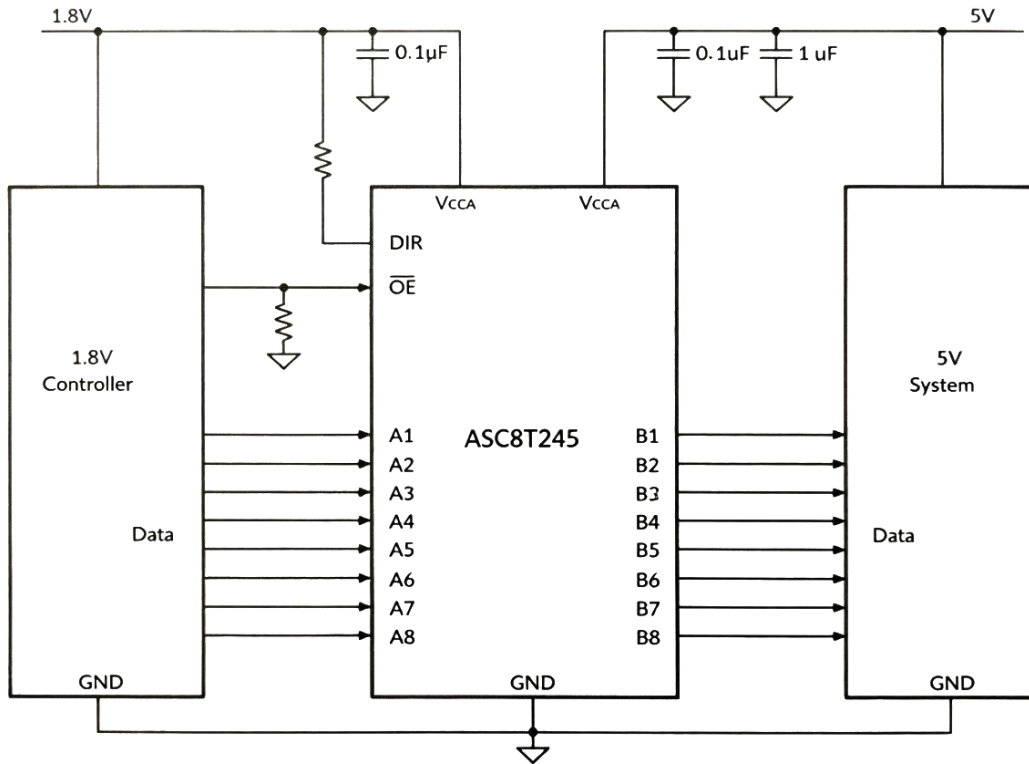 1.8V
5V
0.1µF
0.1uF
1 uF
VCCA
VCCA
DIR
OE
1.8V
Controller
5V
System
ASC8T245
A1
A2
A3
A4
A5
A6
A7
A8
B1
B2
B3
B4
B5
B6
B7
B8
Data
Data
GND
GND
GND